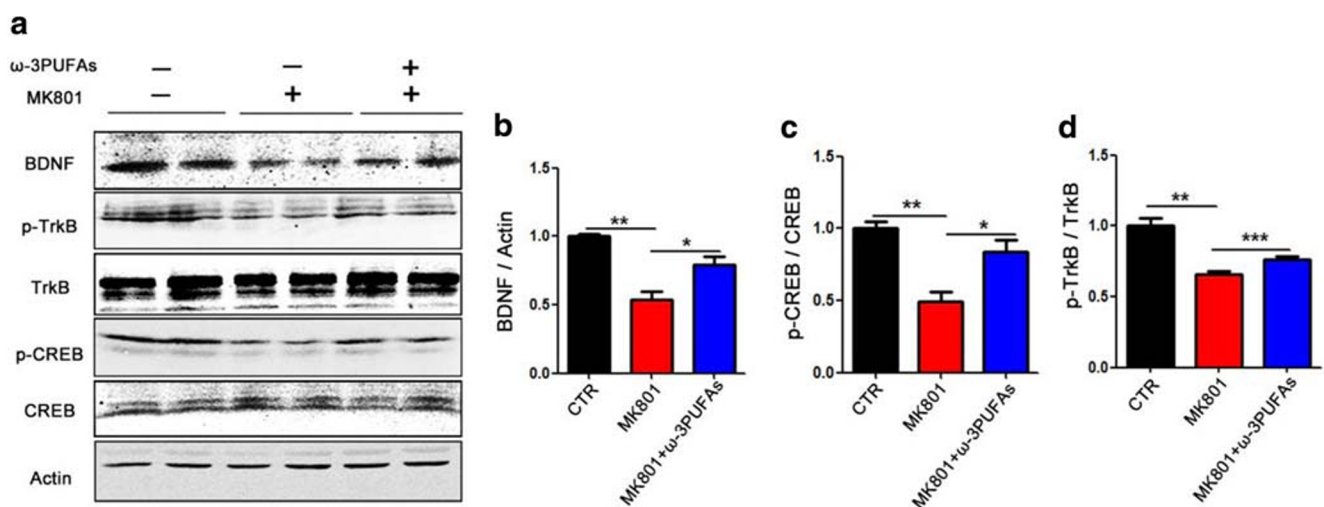 a
ω-3PUFAs — — +
MK801 — + +
BDNF
p-TrkB
TrkB
p-CREB
CREB
Actin
b
BDNF / Actin
1.5
1.0
0.5
0.0
**
*
CTR
MK801
MK801+ω-3PUFAs
c
p-CREB / CREB
1.5
1.0
0.5
0.0
**
*
CTR
MK801
MK801+ω-3PUFAs
d
p-TrkB / TrkB
1.5
1.0
0.5
0.0
**
***
CTR
MK801
MK801+ω-3PUFAs